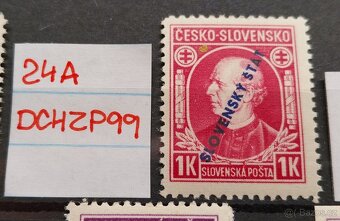 24A
DCHZP99
ČESKO-SLOVENSKO
SLOVENSKÝ ŠTÁT
1K
1K
SLOVENSKÁ POŠTA